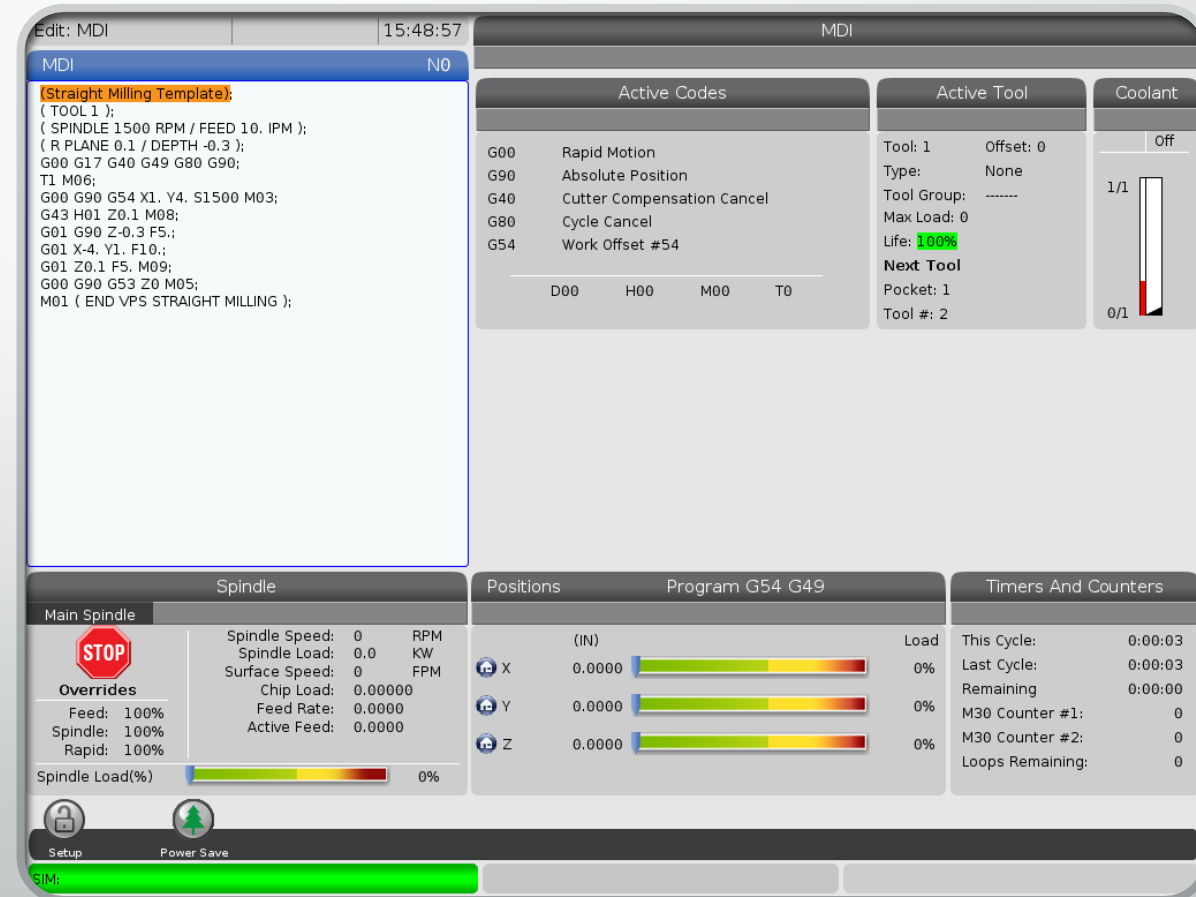 Edit: MDI 15:48:57
MDI N0
(Straight Milling Template);
( TOOL 1 );
( SPINDLE 1500 RPM / FEED 10. IPM );
( R PLANE 0.1 / DEPTH -0.3 );
G00 G17 G40 G49 G80 G90;
T1 M06;
G00 G90 G54 X1. Y4. S1500 M03;
G43 H01 Z0.1 M08;
G01 G90 Z-0.3 F5.;
G01 X-4. Y1. F10.;
G01 Z0.1 F5. M09;
G00 G90 G53 Z0 M05;
M01 ( END VPS STRAIGHT MILLING );
MDI
Active Codes
G00 Rapid Motion
G90 Absolute Position
G40 Cutter Compensation Cancel
G80 Cycle Cancel
G54 Work Offset #54
D00 H00 M00 T0
Active Tool
Tool: 1 Offset: 0
Type: None
Tool Group: -------
Max Load: 0
Life: 100%
Next Tool
Pocket: 1
Tool #: 2
Coolant
Off
1/1
0/1
Spindle
Main Spindle
STOP
Overrides
Feed: 100%
Spindle: 100%
Rapid: 100%
Spindle Speed: 0 RPM
Spindle Load: 0.0 KW
Surface Speed: 0 FPM
Chip Load: 0.00000
Feed Rate: 0.0000
Active Feed: 0.0000
Spindle Load(%) 0%
Positions Program G54 G49
(IN) Load
X 0.0000 0%
Y 0.0000 0%
Z 0.0000 0%
Timers And Counters
This Cycle: 0:00:03
Last Cycle: 0:00:03
Remaining 0:00:00
M30 Counter #1: 0
M30 Counter #2: 0
Loops Remaining: 0
Setup Power Save
SIM: